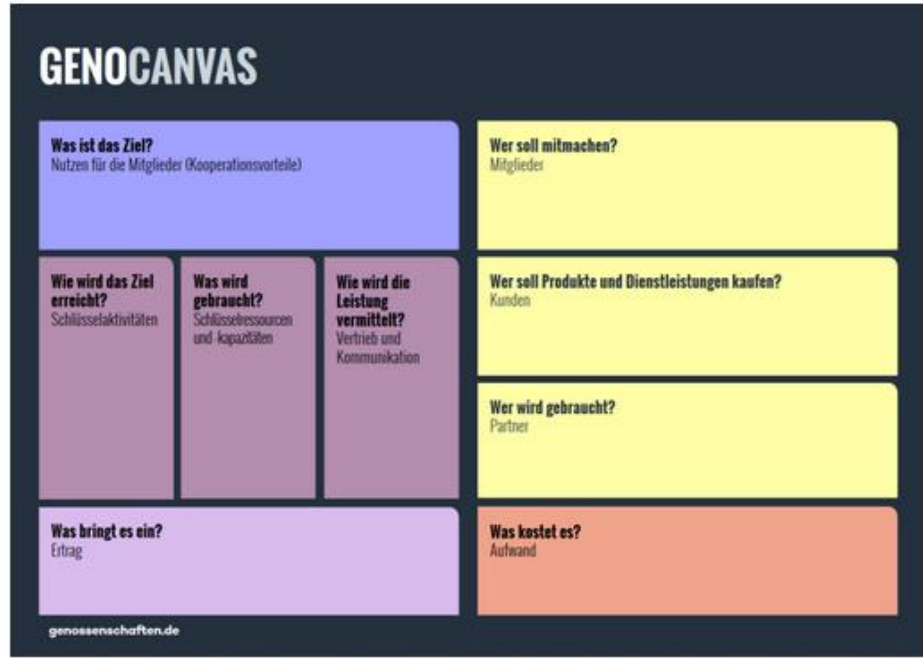 GENOCANVAS
Was ist das Ziel?
Nutzen für die Mitglieder (Kooperationsvorteile)
Wie wird das Ziel
erreicht?
Schlüsselaktivitäten
Was wird
gebraucht?
Schlüsselressourcen
und -kapazitäten
Wie wird die
Leistung
vermittelt?
Vertrieb und
Kommunikation
Was bringt es ein?
Ertrag
Wer soll mitmachen?
Mitglieder
Wer soll Produkte und Dienstleistungen kaufen?
Kunden
Wer wird gebraucht?
Partner
Was kostet es?
Aufwand
genossenschaften.de